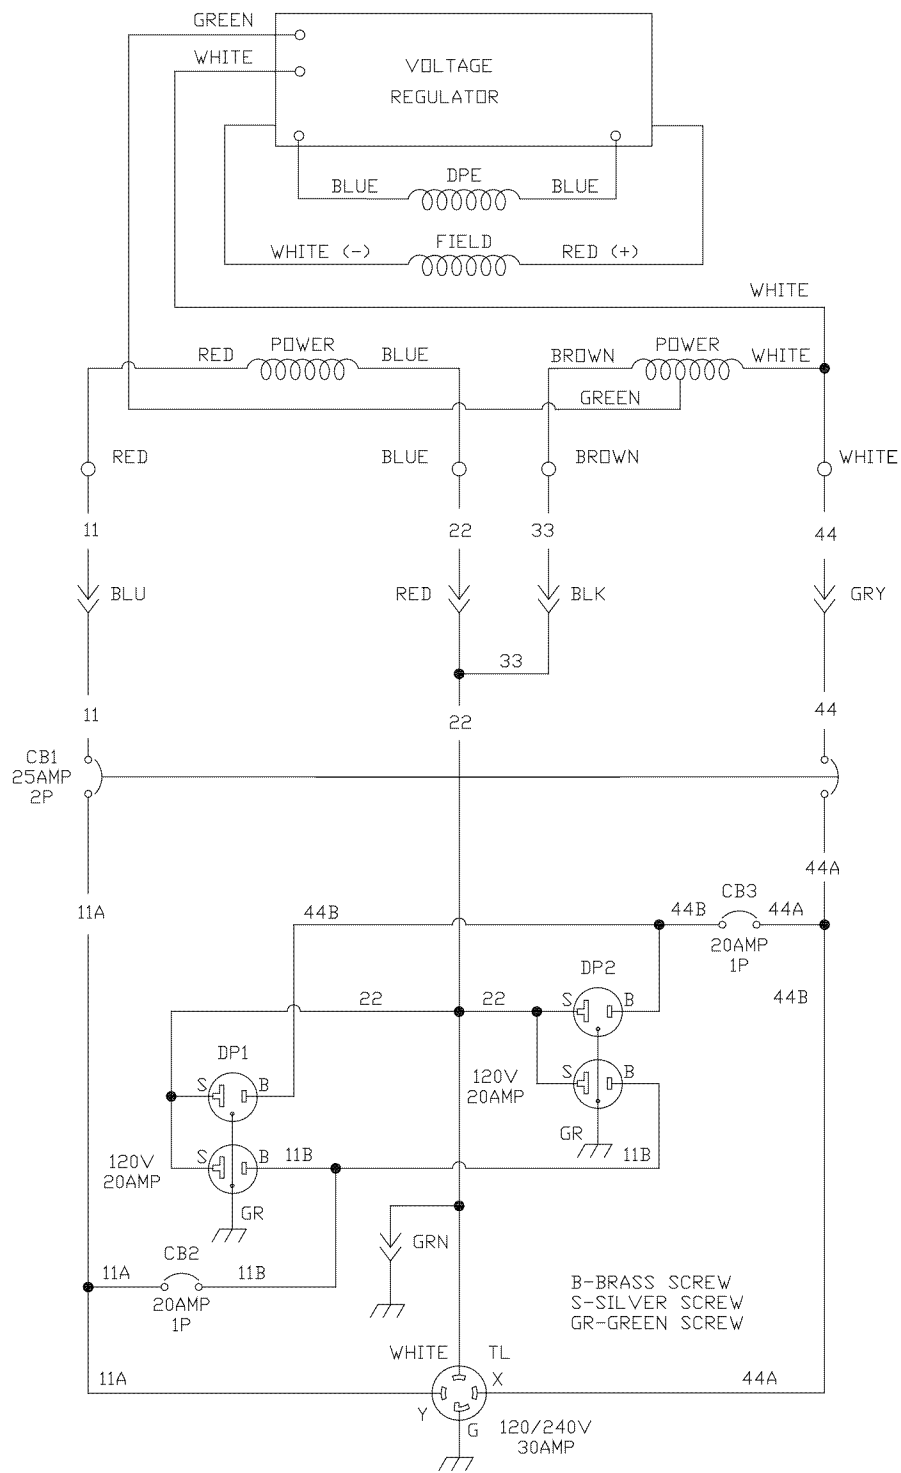 GREEN
WHITE
VOLTAGE
REGULATOR
DPE
BLUE
BLUE
FIELD
WHITE (-)
RED (+)
WHITE
POWER
POWER
RED
BLUE
BROWN
WHITE
GREEN
RED
BLUE
BROWN
WHITE
11
22
33
44
BLU
RED
BLK
GRY
33
11
22
44
CB1
25AMP
2P
44A
CB3
11A
44B
44B
44A
20AMP
1P
DP2
22
22
S
B
44B
DP1
S
B
120V
20AMP
S
B
GR
S
B
11B
11B
120V
20AMP
GR
GRN
CB2
11A
11B
20AMP
1P
B-BRASS SCREW
S-SILVER SCREW
GR-GREEN SCREW
WHITE
TL
11A
X
44A
Y
G
120/240V
30AMP